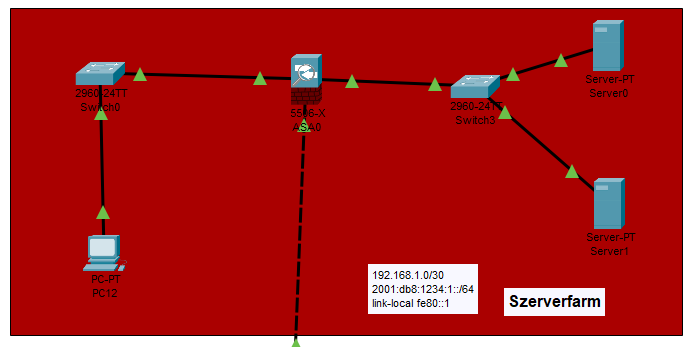 Server-PT
Server0
2960-24TT
Switch0
5506-X
ASA0
2960-24TT
Switch3
PC-PT
PC12
Server-PT
Server1
192.168.1.0/30
2001:db8:1234:1::/64
link-local fe80::1
Szerverfarm